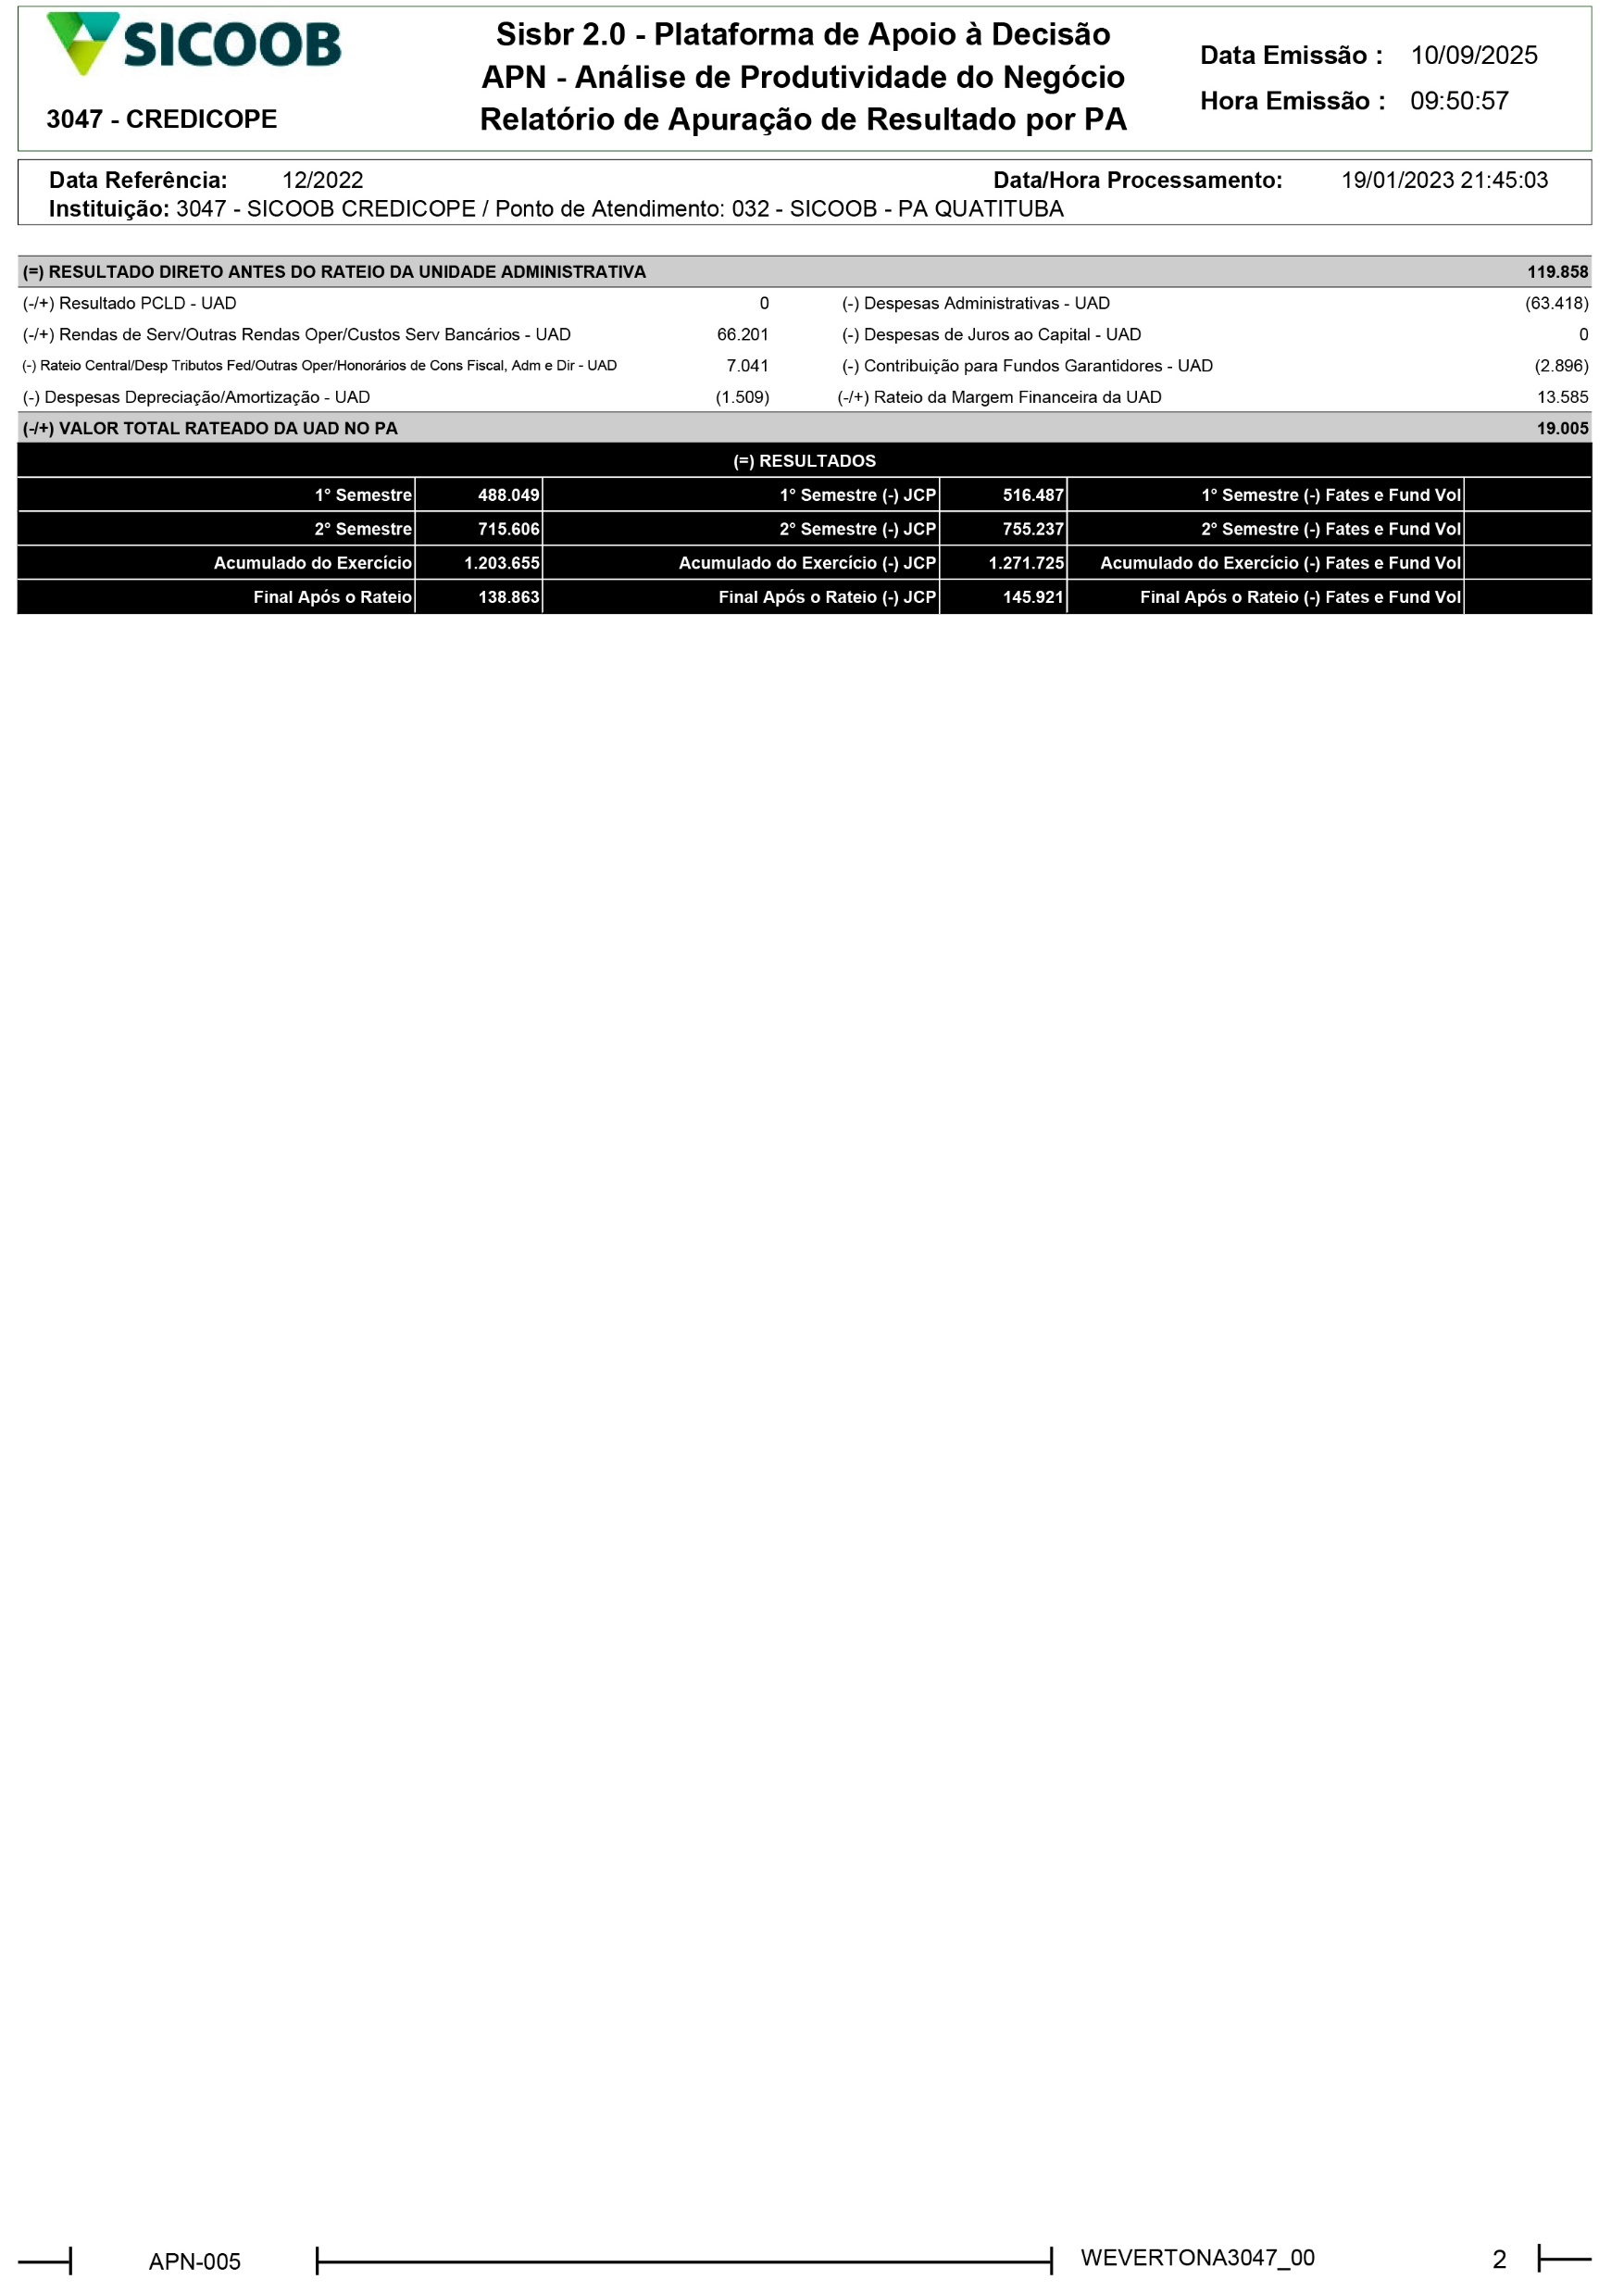 SICOOB
3047 - CREDICOPE
Sisbr 2.0 - Plataforma de Apoio à Decisão
APN - Análise de Produtividade do Negócio
Relatório de Apuração de Resultado por PA
Data Emissão : 10/09/2025
Hora Emissão : 09:50:57
Data Referência: 12/2022 Data/Hora Processamento: 19/01/2023 21:45:03
Instituição: 3047 - SICOOB CREDICOPE / Ponto de Atendimento: 032 - SICOOB - PA QUATITUBA
(=) RESULTADO DIRETO ANTES DO RATEIO DA UNIDADE ADMINISTRATIVA 119.858
(-/+) Resultado PCLD - UAD 0 (-) Despesas Administrativas - UAD (63.418)
(-/+) Rendas de Serv/Outras Rendas Oper/Custos Serv Bancários - UAD 66.201 (-) Despesas de Juros ao Capital - UAD 0
(-) Rateio Central/Desp Tributos Fed/Outras Oper/Honorários de Cons Fiscal, Adm e Dir - UAD 7.041 (-) Contribuição para Fundos Garantidores - UAD (2.896)
(-) Despesas Depreciação/Amortização - UAD (1.509) (-/+) Rateio da Margem Financeira da UAD 13.585
(-/+) VALOR TOTAL RATEADO DA UAD NO PA 19.005
(=) RESULTADOS
1° Semestre 488.049 1° Semestre (-) JCP 516.487 1° Semestre (-) Fates e Fund Vol
2° Semestre 715.606 2° Semestre (-) JCP 755.237 2° Semestre (-) Fates e Fund Vol
Acumulado do Exercício 1.203.655 Acumulado do Exercício (-) JCP 1.271.725 Acumulado do Exercício (-) Fates e Fund Vol
Final Após o Rateio 138.863 Final Após o Rateio (-) JCP 145.921 Final Após o Rateio (-) Fates e Fund Vol
APN-005 WEVERTONA3047_00 2